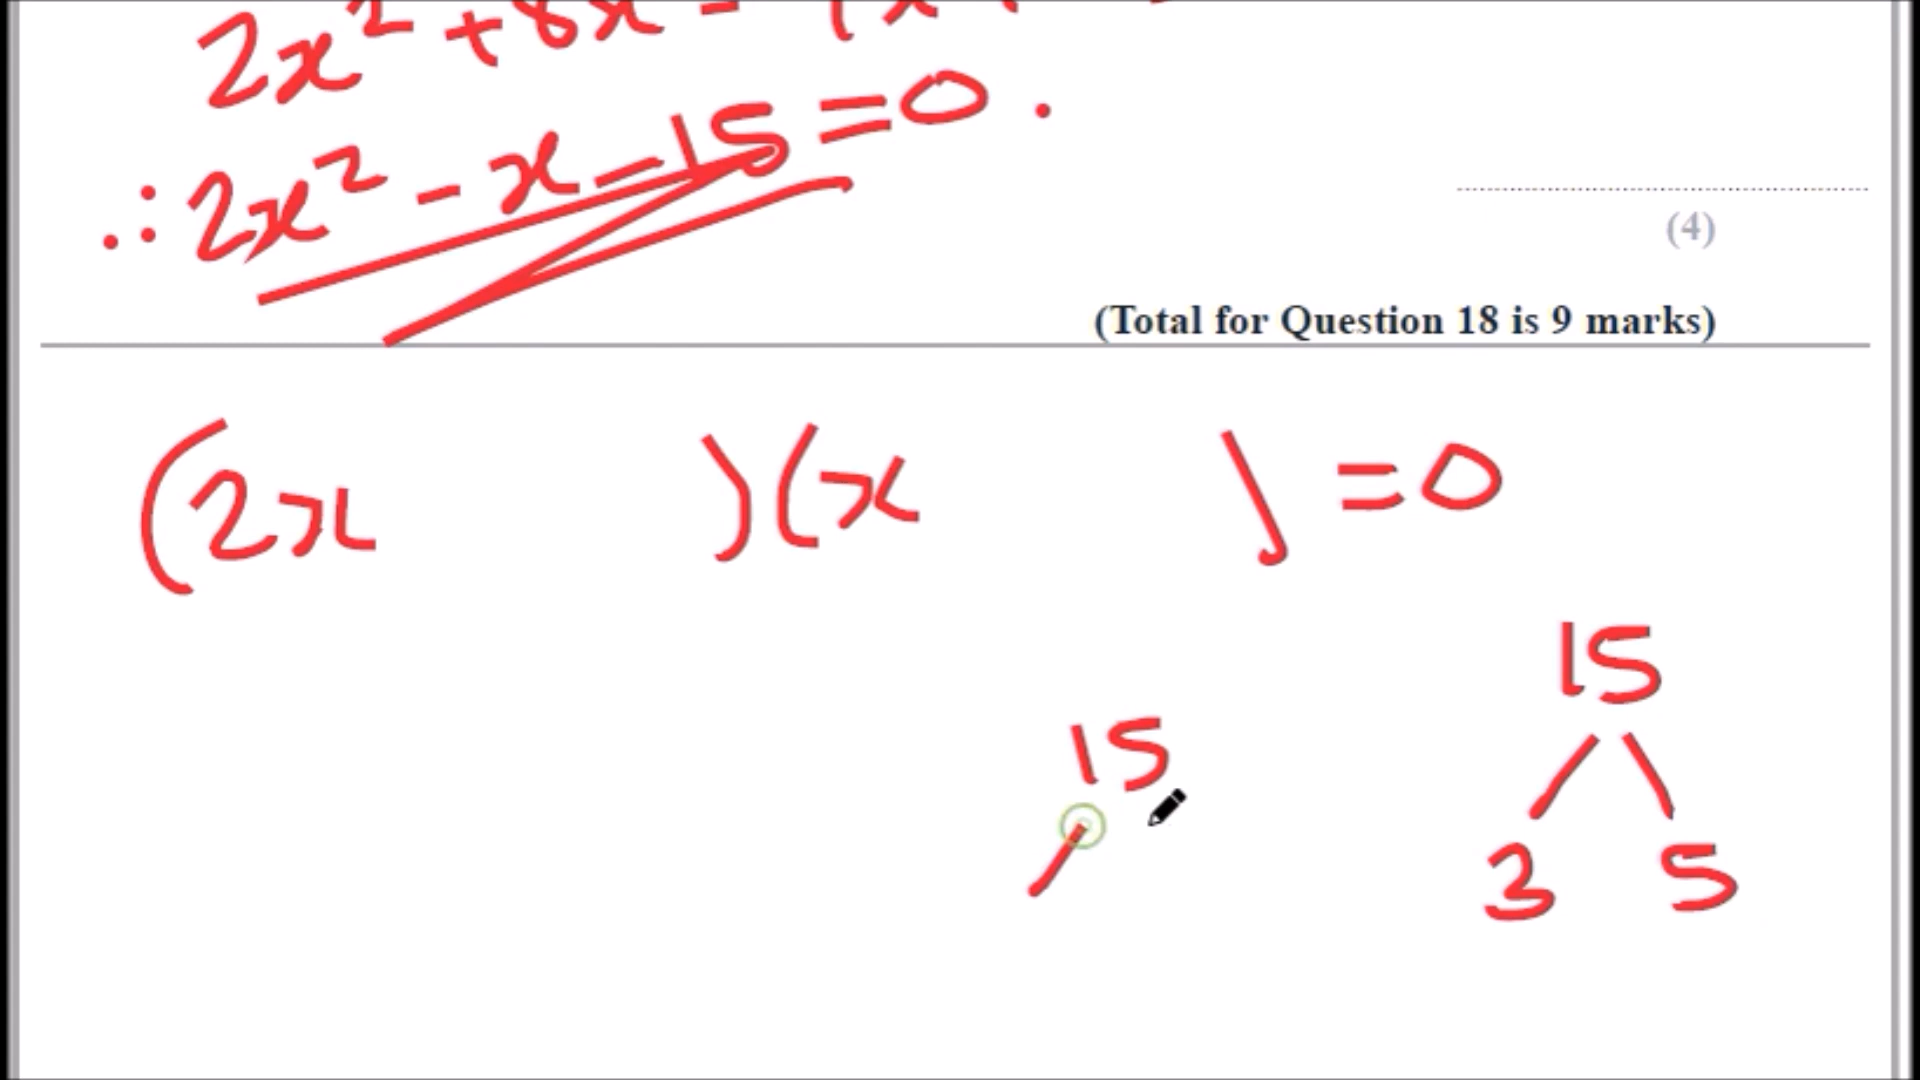 2x² + 8x -
∴ 2x² - x - 15 = 0 .
(4)
(Total for Question 18 is 9 marks)
(2x )(x ) = 0
15
15
3 5